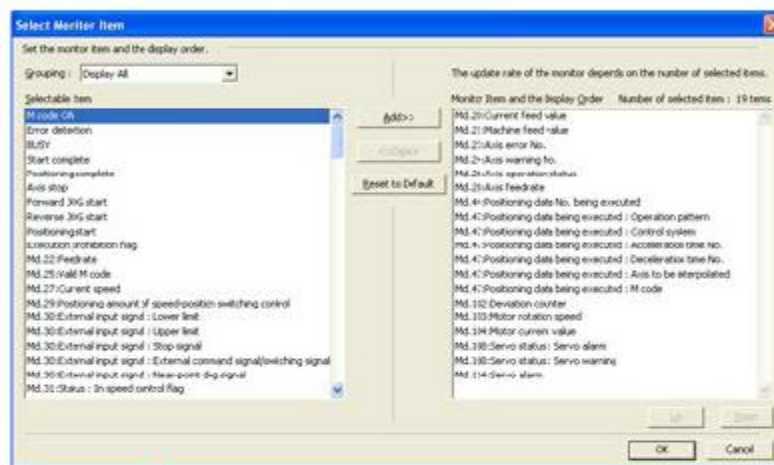 Select Monitor Item
Set the monitor item and the display order.
Grouping : Display All
The update rate of the monitor depends on the number of selected items.
Selectable Item
Monitor Item and the Display Order Number of selected item : 19 items
M code ON
Error detection
BUSY
Start complete
Positioning complete
Axis stop
Forward JOG start
Reverse JOG start
Positioning start
Execution prohibition flag
Md.22:Feedrate
Md.25:Valid M code
Md.27:Current speed
Md.29:Positioning amount of speed-position switching control
Md.30:External input signal : Lower limit
Md.30:External input signal : Upper limit
Md.30:External input signal : Stop signal
Md.30:External input signal : External command signal/switching signal
Md.30:External input signal : Near-point dog signal
Md.31:Status : In speed control flag
Add>>
Reset to Default
Md.20:Current feed value
Md.21:Machine feed value
Md.23:Axis error No.
Md.24:Axis warning No.
Md.26:Axis operation status
Md.28:Axis feedrate
Md.44:Positioning data No. being executed
Md.47:Positioning data being executed : Operation pattern
Md.47:Positioning data being executed : Control system
Md.47:Positioning data being executed : Acceleration time No.
Md.47:Positioning data being executed : Deceleration time No.
Md.47:Positioning data being executed : Axis to be interpolated
Md.47:Positioning data being executed : M code
Md.102:Deviation counter
Md.103:Motor rotation speed
Md.104:Motor current value
Md.108:Servo status : Servo alarm
Md.108:Servo status : Servo warning
Md.114:Servo alarm
Up
Down
OK
Cancel